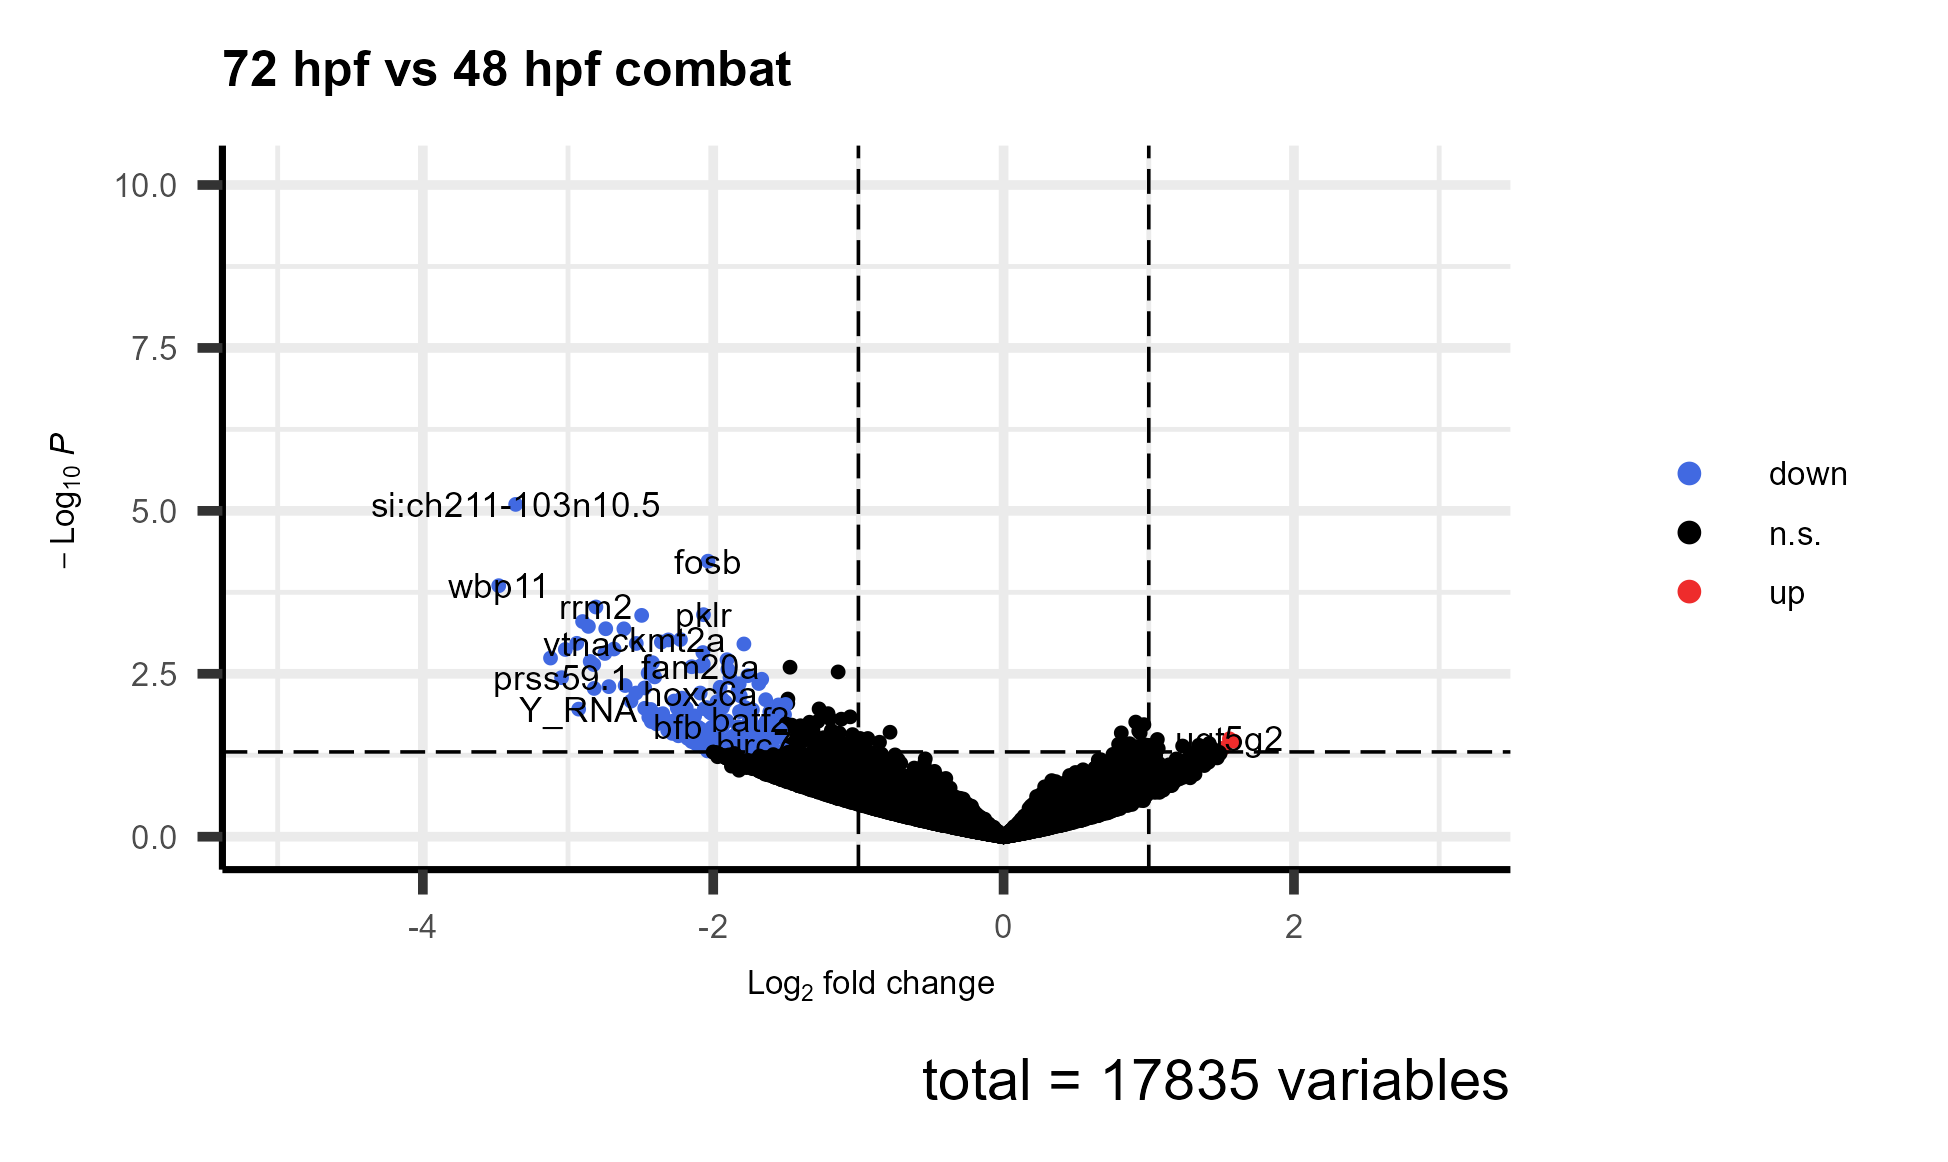 72 hpf vs 48 hpf combat
10.0
7.5
5.0
2.5
0.0
− Log10 P
si:ch211-103n10.5
fosb
wbp11
rrm2
pklr
vtna
ckmt2a
fam20a
prss59.1
hoxc6a
Y_RNA
batf2
bfb
ugt5g2
-4
-2
0
2
Log2 fold change
down
n.s.
up
total = 17835 variables